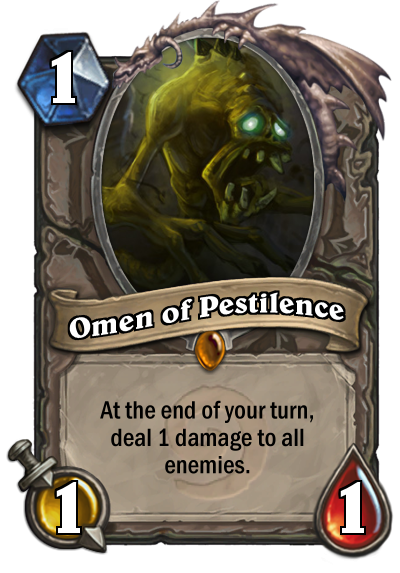 1
Omen of Pestilence
At the end of your turn,
deal 1 damage to all
enemies.
1 1